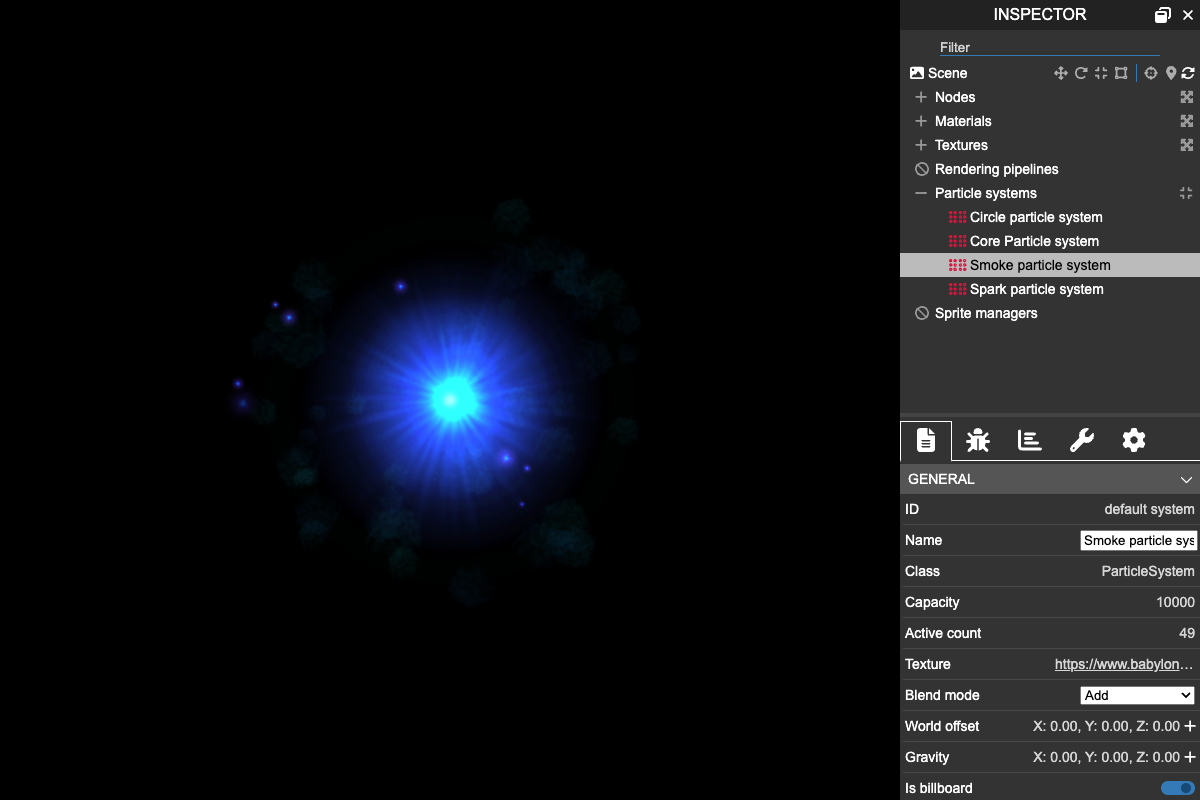 INSPECTOR
Filter
Scene
Nodes
Materials
Textures
Rendering pipelines
Particle systems
Circle particle system
Core Particle system
Smoke particle system
Spark particle system
Sprite managers
GENERAL
ID default system
Name Smoke particle sys
Class ParticleSystem
Capacity 10000
Active count 49
Texture https://www.babylon...
Blend mode Add
World offset X: 0.00, Y: 0.00, Z: 0.00
Gravity X: 0.00, Y: 0.00, Z: 0.00
Is billboard